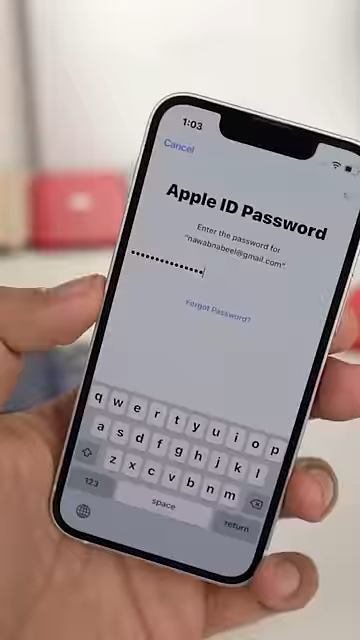 1:03
Cancel
Apple ID Password
Enter the password for
"nawabnabeel@gmail.com"
••••••••••••••••
Forgot Password?
q w e r t y u i o p
a s d f g h j k l
z x c v b n m
123 space return